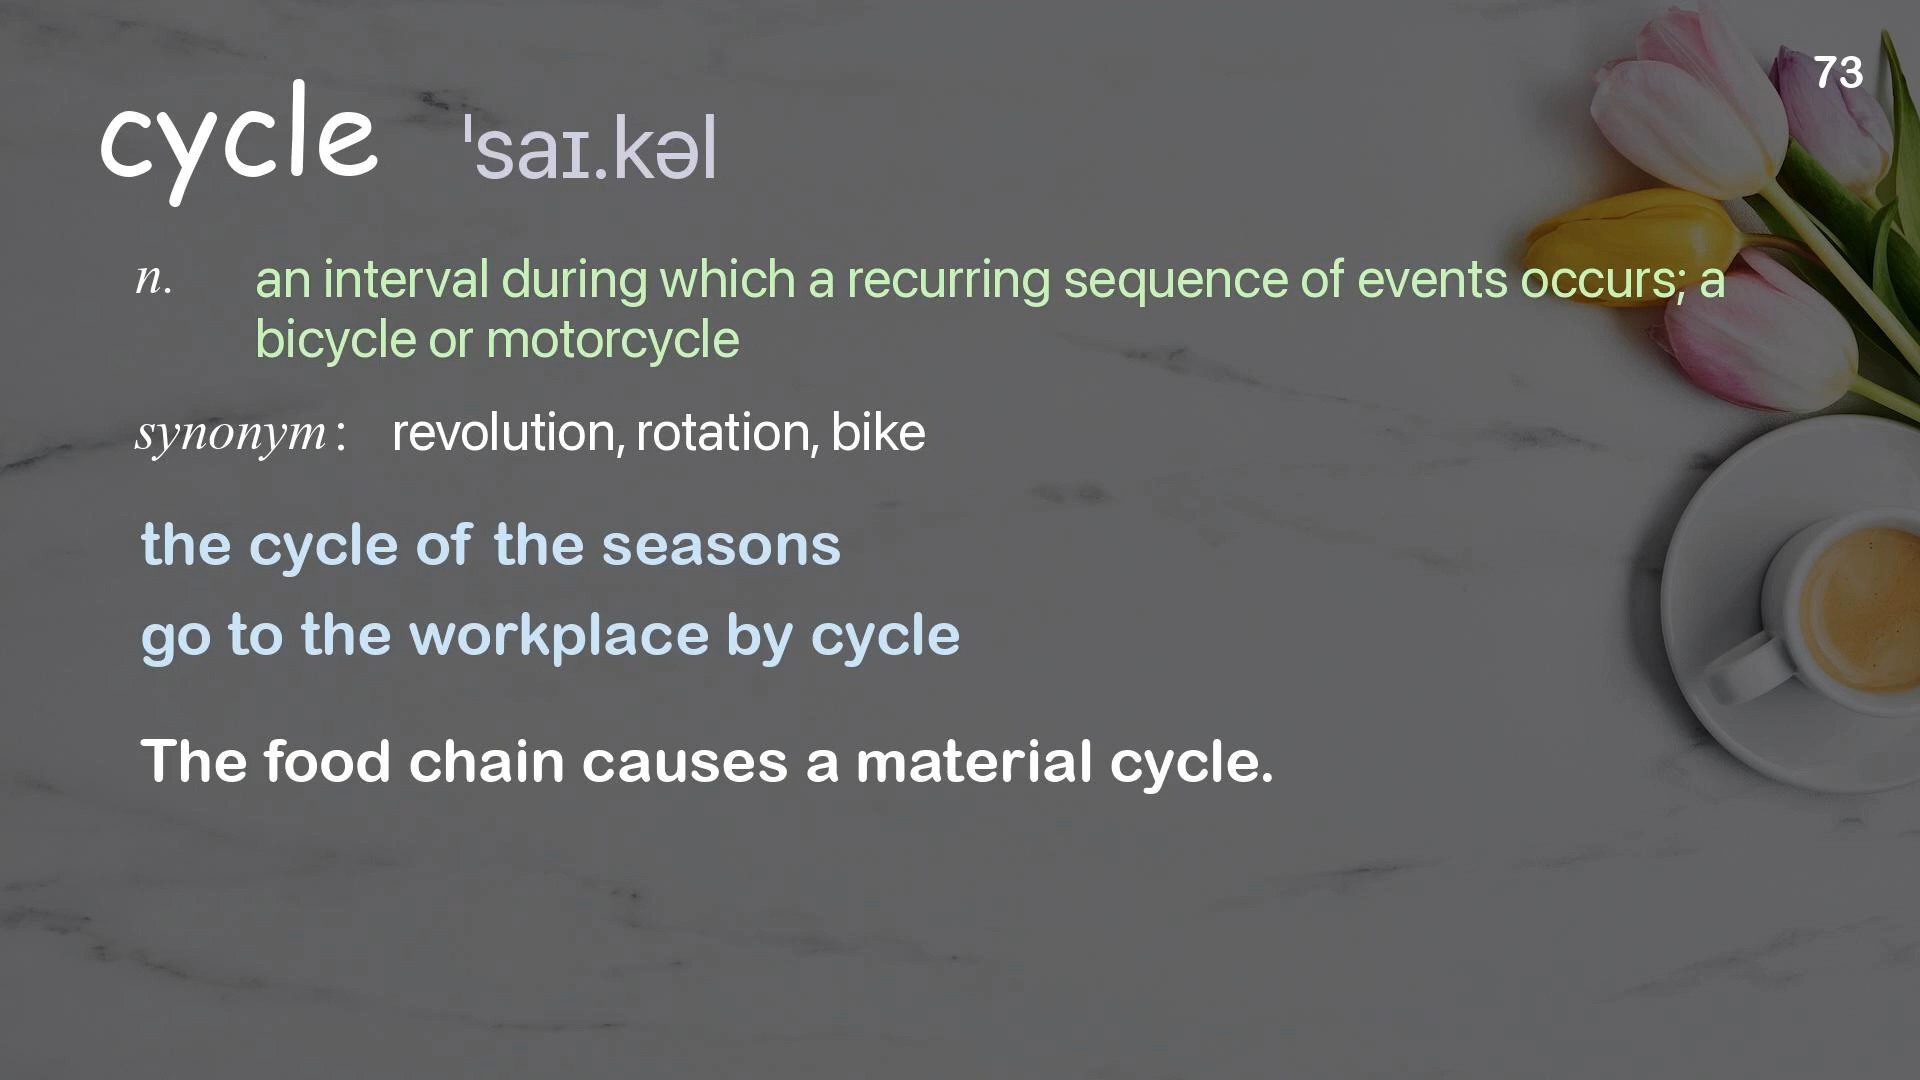 73
cycle ˈsaɪ.kəl
n. an interval during which a recurring sequence of events occurs; a
bicycle or motorcycle
synonym: revolution, rotation, bike
the cycle of the seasons
go to the workplace by cycle
The food chain causes a material cycle.